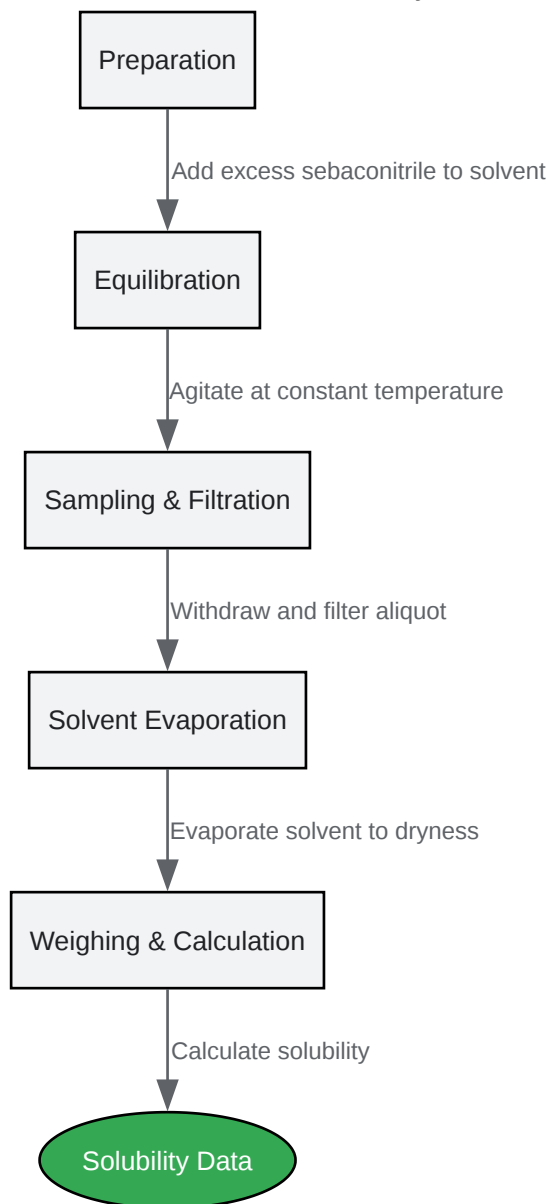 Preparation
Add excess sebaconitrile to solvent
Equilibration
Agitate at constant temperature
Sampling & Filtration
Withdraw and filter aliquot
Solvent Evaporation
Evaporate solvent to dryness
Weighing & Calculation
Calculate solubility
Solubility Data